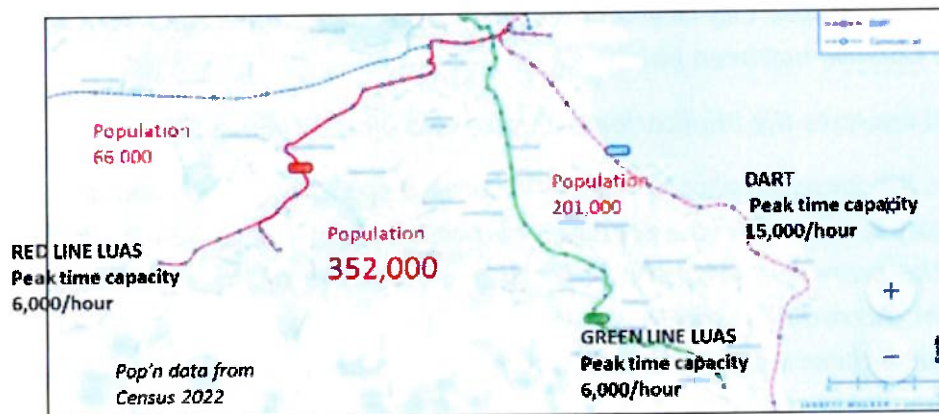 Population
66,000
Population
201,000
DART
Peak time capacity
15,000/hour
RED LINE LUAS
Peak time capacity
6,000/hour
Population
352,000
GREEN LINE LUAS
Peak time capacity
6,000/hour
Pop'n data from
Census 2022
+
−